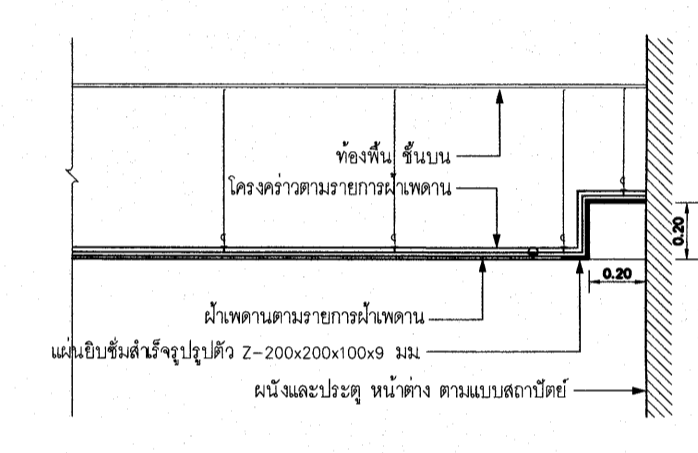 ท้องพื้น ชั้นบน
โครงคร่าวตามรายการฝ้าเพดาน
0.20
0.20
ฝ้าเพดานตามรายการฝ้าเพดาน
แผ่นยิบซั่มสำเร็จรูปรูปตัว Z-200x200x100x9 มม
ผนังและประตู หน้าต่าง ตามแบบสถาปัตย์